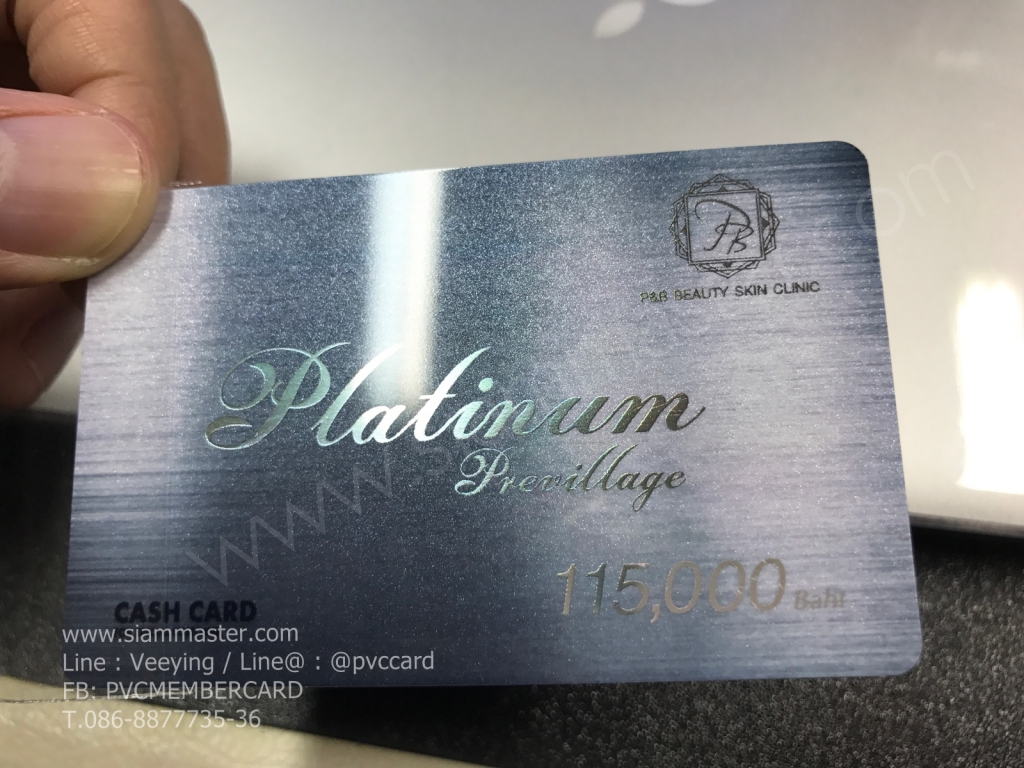 PB
P&B BEAUTY SKIN CLINIC
Platinum
Previllage
115,000 Baht
CASH CARD
www.siammaster.com
Line : Veeying / Line@ : @pvccard
FB: PVCMEMBERCARD
T.086-8877735-36